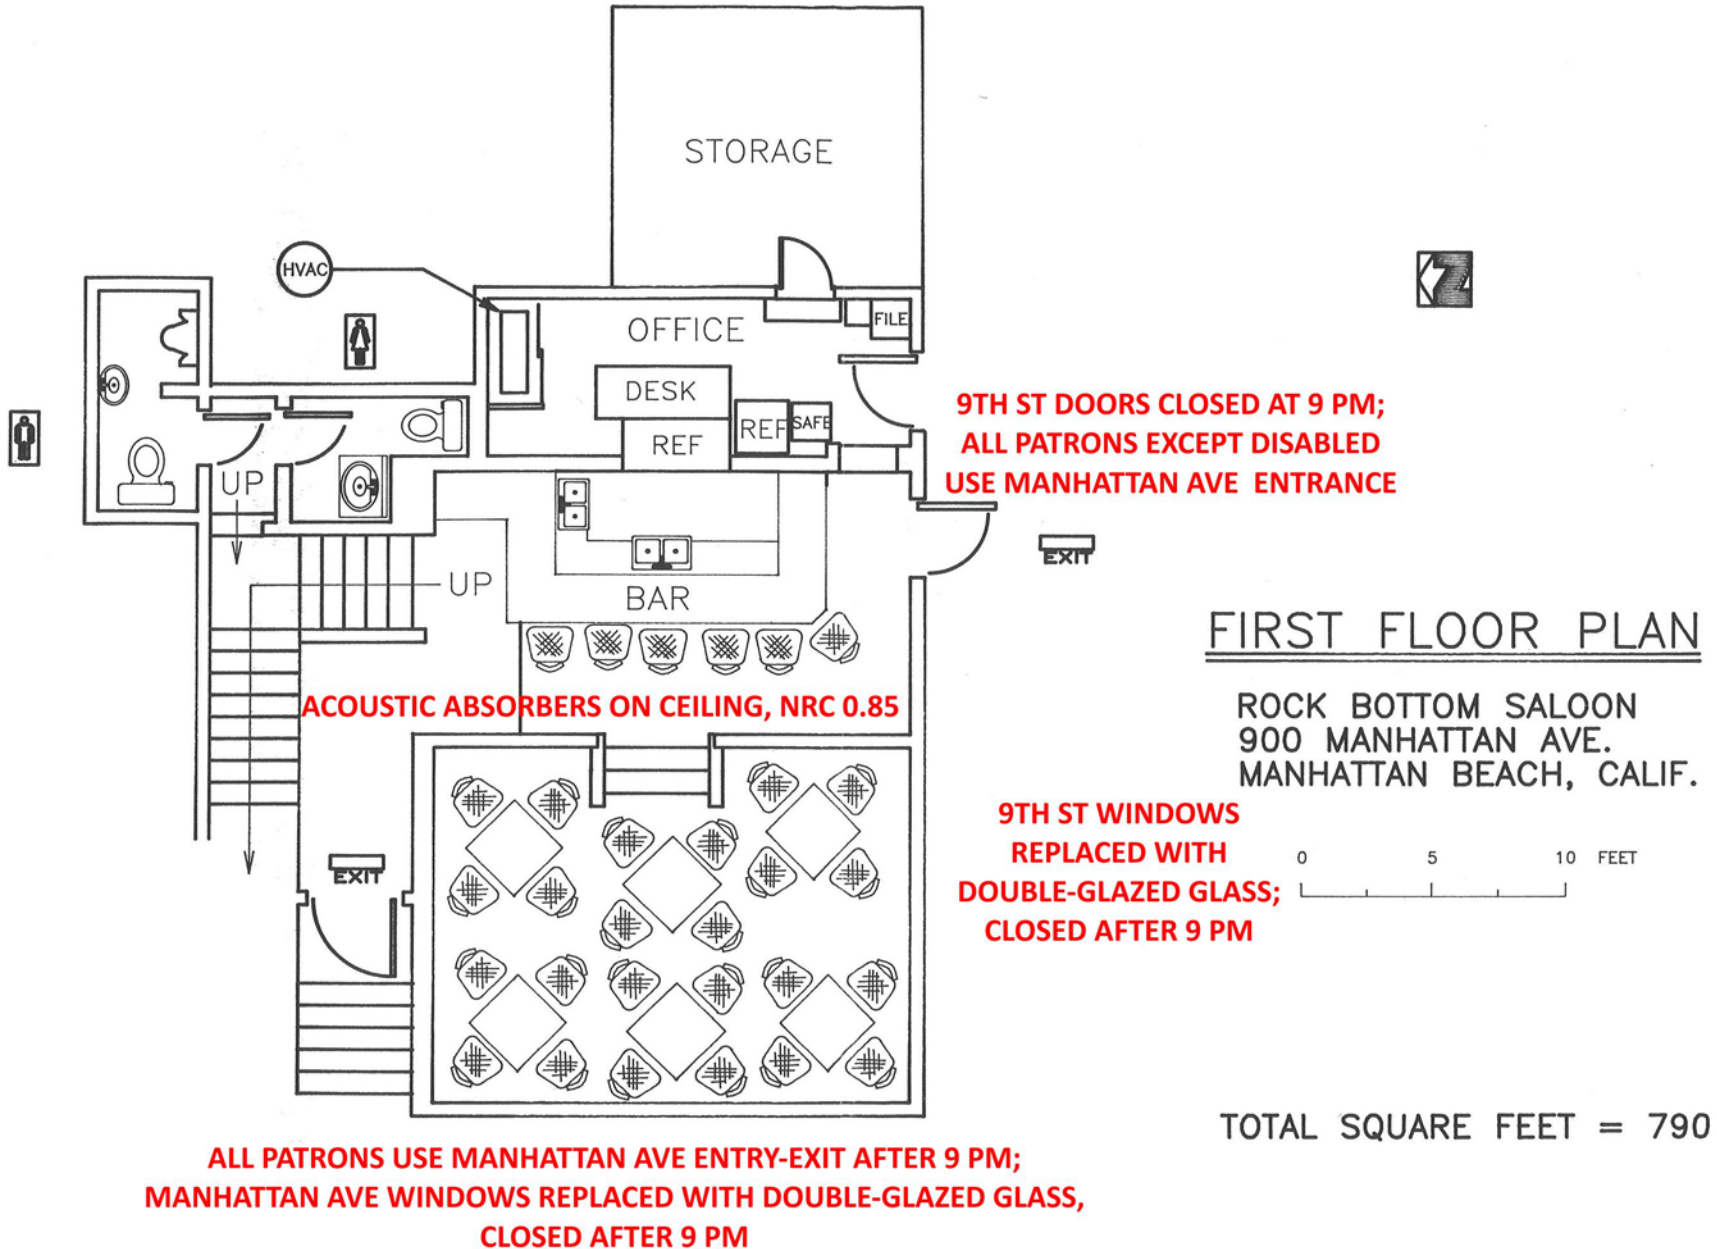 STORAGE
HVAC
OFFICE
FILE
DESK
REF
SAFE
REF
9TH ST DOORS CLOSED AT 9 PM;
ALL PATRONS EXCEPT DISABLED
USE MANHATTAN AVE ENTRANCE
UP
EXIT
UP
BAR
FIRST FLOOR PLAN
ROCK BOTTOM SALOON
900 MANHATTAN AVE.
MANHATTAN BEACH, CALIF.
ACOUSTIC ABSORBERS ON CEILING, NRC 0.85
9TH ST WINDOWS
REPLACED WITH
DOUBLE-GLAZED GLASS;
CLOSED AFTER 9 PM
0 5 10 FEET
EXIT
TOTAL SQUARE FEET = 790
ALL PATRONS USE MANHATTAN AVE ENTRY-EXIT AFTER 9 PM;
MANHATTAN AVE WINDOWS REPLACED WITH DOUBLE-GLAZED GLASS,
CLOSED AFTER 9 PM